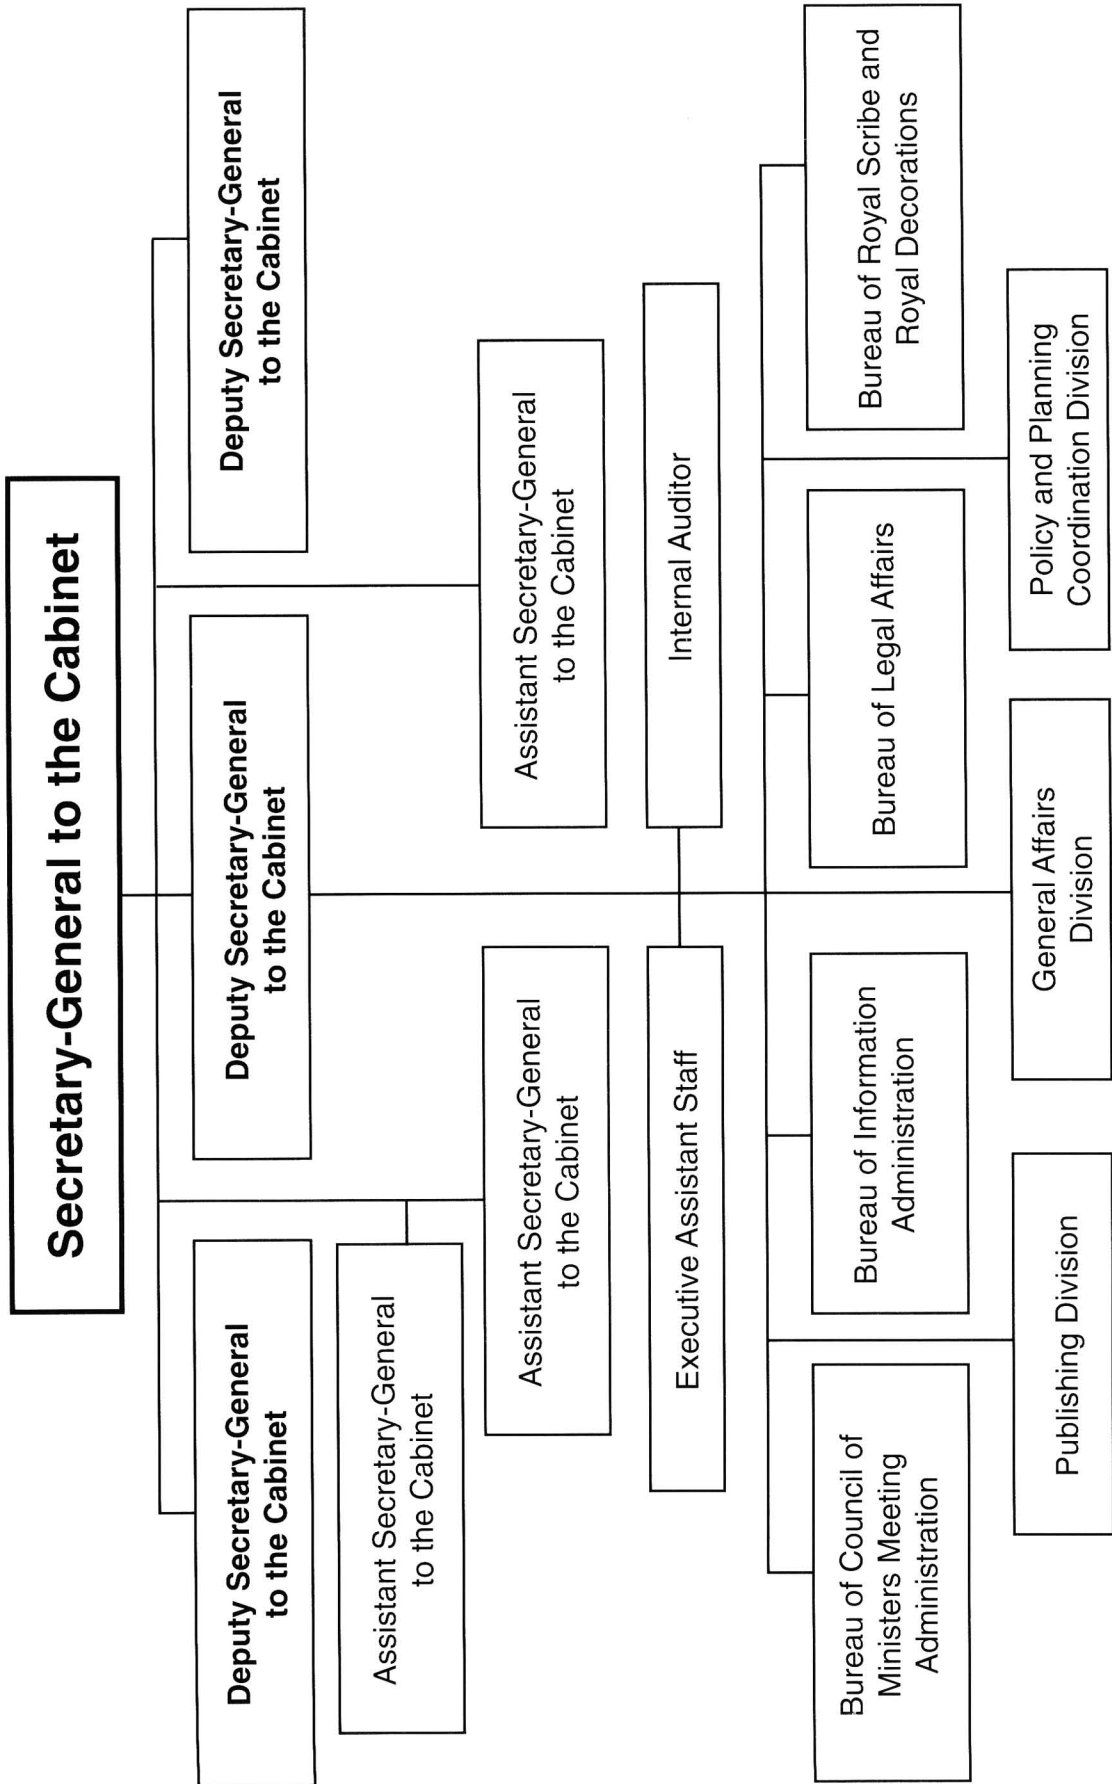 Secretary-General to the Cabinet
Deputy Secretary-General
to the Cabinet
Deputy Secretary-General
to the Cabinet
Deputy Secretary-General
to the Cabinet
Assistant Secretary-General
to the Cabinet
Assistant Secretary-General
to the Cabinet
Assistant Secretary-General
to the Cabinet
Executive Assistant Staff
Internal Auditor
Bureau of Council of
Ministers Meeting
Administration
Bureau of Information
Administration
Bureau of Legal Affairs
Bureau of Royal Scribe and
Royal Decorations
Publishing Division
General Affairs
Division
Policy and Planning
Coordination Division